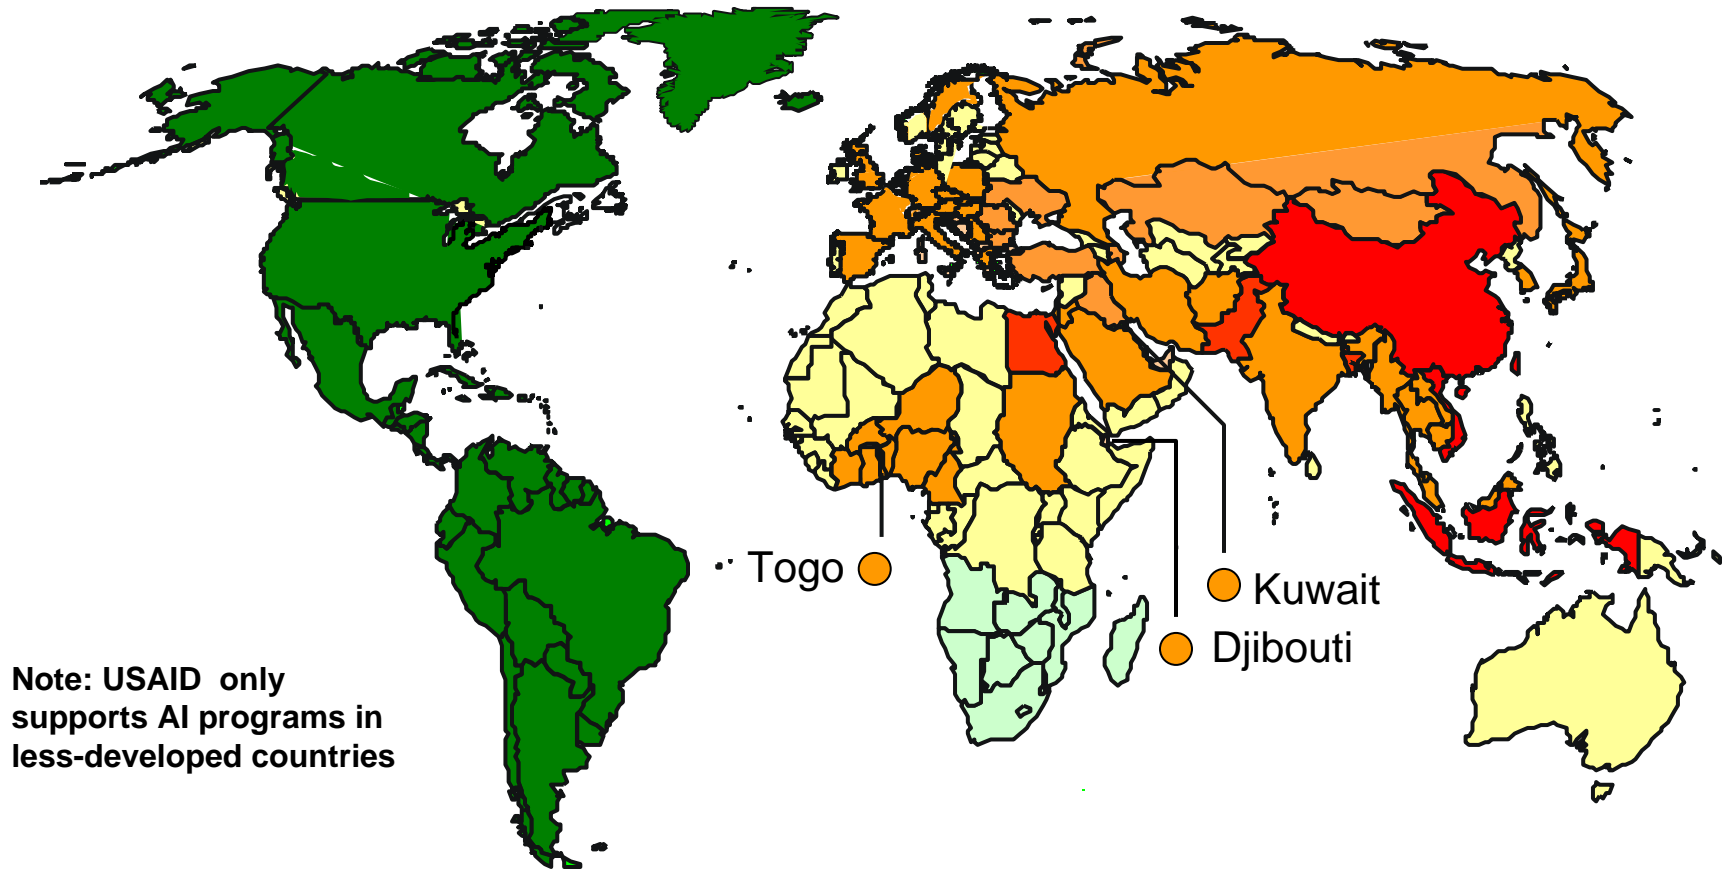 Togo
Kuwait
Djibouti
Note: USAID only
supports AI programs in
less-developed countries